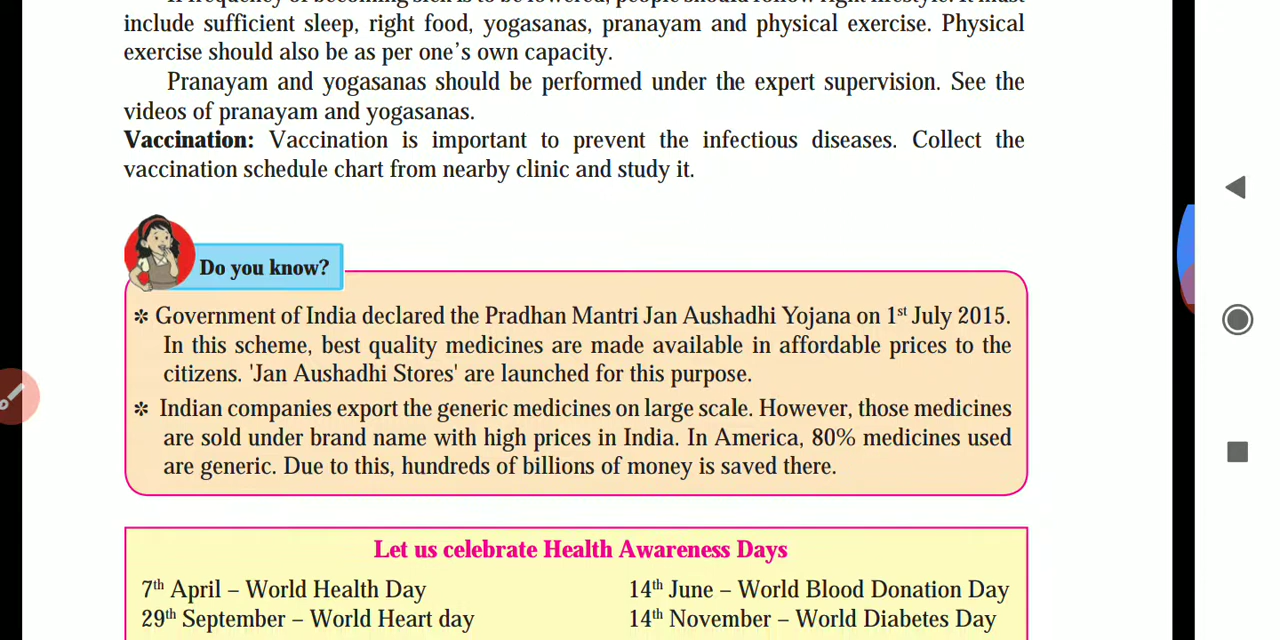 include sufficient sleep, right food, yogasanas, pranayam and physical exercise. Physical
exercise should also be as per one’s own capacity.
Pranayam and yogasanas should be performed under the expert supervision. See the
videos of pranayam and yogasanas.
Vaccination: Vaccination is important to prevent the infectious diseases. Collect the
vaccination schedule chart from nearby clinic and study it.
Do you know?
✻ Government of India declared the Pradhan Mantri Jan Aushadhi Yojana on 1st July 2015.
In this scheme, best quality medicines are made available in affordable prices to the
citizens. 'Jan Aushadhi Stores' are launched for this purpose.
✻ Indian companies export the generic medicines on large scale. However, those medicines
are sold under brand name with high prices in India. In America, 80% medicines used
are generic. Due to this, hundreds of billions of money is saved there.
Let us celebrate Health Awareness Days
7th April – World Health Day 14th June – World Blood Donation Day
29th September – World Heart day 14th November – World Diabetes Day